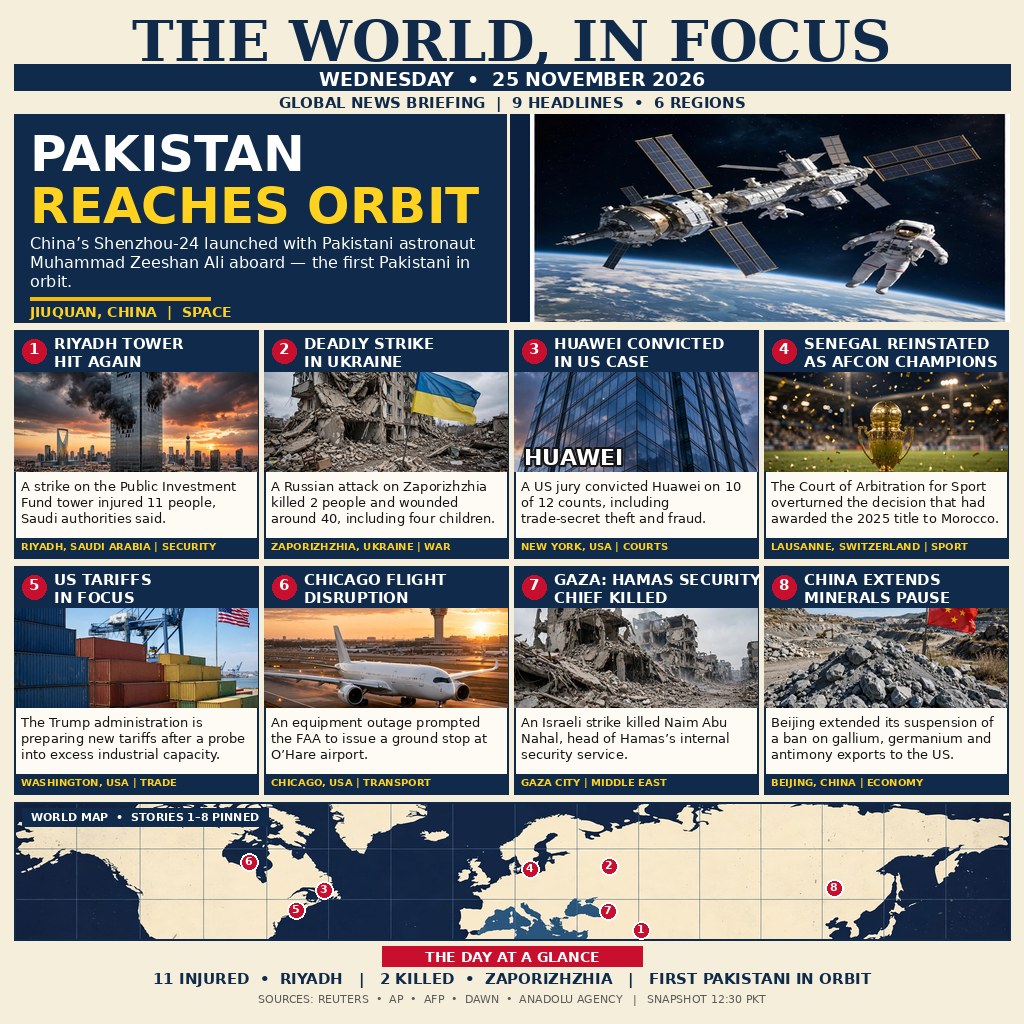 THE WORLD, IN FOCUS
WEDNESDAY • 25 NOVEMBER 2026
GLOBAL NEWS BRIEFING | 9 HEADLINES • 6 REGIONS
PAKISTAN
REACHES ORBIT
China’s Shenzhou-24 launched with Pakistani astronaut
Muhammad Zeeshan Ali aboard — the first Pakistani in
orbit.
JIUQUAN, CHINA | SPACE
1 RIYADH TOWER
HIT AGAIN
A strike on the Public Investment
Fund tower injured 11 people,
Saudi authorities said.
RIYADH, SAUDI ARABIA | SECURITY
2 DEADLY STRIKE
IN UKRAINE
A Russian attack on Zaporizhzhia
killed 2 people and wounded
around 40, including four children.
ZAPORIZHZHIA, UKRAINE | WAR
3 HUAWEI CONVICTED
IN US CASE
HUAWEI
A US jury convicted Huawei on 10
of 12 counts, including
trade-secret theft and fraud.
NEW YORK, USA | COURTS
4 SENEGAL REINSTATED
AS AFCON CHAMPIONS
The Court of Arbitration for Sport
overturned the decision that had
awarded the 2025 title to Morocco.
LAUSANNE, SWITZERLAND | SPORT
5 US TARIFFS
IN FOCUS
The Trump administration is
preparing new tariffs after a probe
into excess industrial capacity.
WASHINGTON, USA | TRADE
6 CHICAGO FLIGHT
DISRUPTION
An equipment outage prompted
the FAA to issue a ground stop at
O’Hare airport.
CHICAGO, USA | TRANSPORT
7 GAZA: HAMAS SECURITY
CHIEF KILLED
An Israeli strike killed Naim Abu
Nahal, head of Hamas’s internal
security service.
GAZA CITY | MIDDLE EAST
8 CHINA EXTENDS
MINERALS PAUSE
Beijing extended its suspension of
a ban on gallium, germanium and
antimony exports to the US.
BEIJING, CHINA | ECONOMY
WORLD MAP • STORIES 1–8 PINNED
6
4
2
3
8
5
7
1
THE DAY AT A GLANCE
11 INJURED • RIYADH | 2 KILLED • ZAPORIZHZHIA | FIRST PAKISTANI IN ORBIT
SOURCES: REUTERS • AP • AFP • DAWN • ANADOLU AGENCY | SNAPSHOT 12:30 PKT